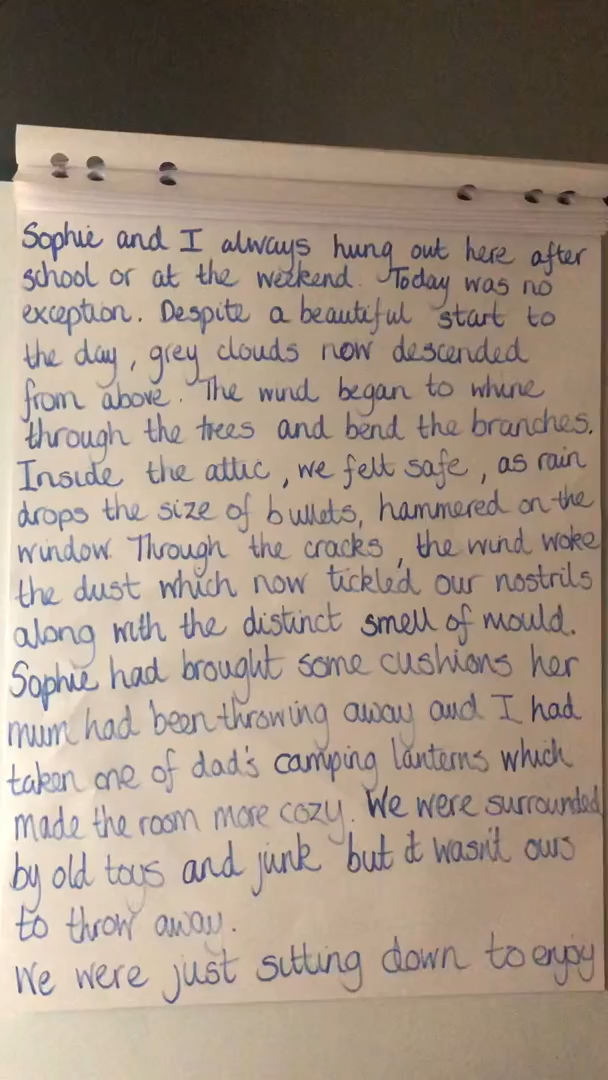 Sophie and I always hung out here after
school or at the weekend. Today was no
exception. Despite a beautiful start to
the day, grey clouds now descended
from above. The wind began to whine
through the trees and bend the branches.
Inside the attic, we felt safe, as rain
drops the size of bullets, hammered on the
window. Through the cracks, the wind woke
the dust which now tickled our nostrils
along with the distinct smell of mould.
Sophie had brought some cushions her
mum had been throwing away and I had
taken one of dad's camping lanterns which
made the room more cozy. We were surrounded
by old toys and junk but it wasn't ours
to throw away.
We were just sitting down to enjoy